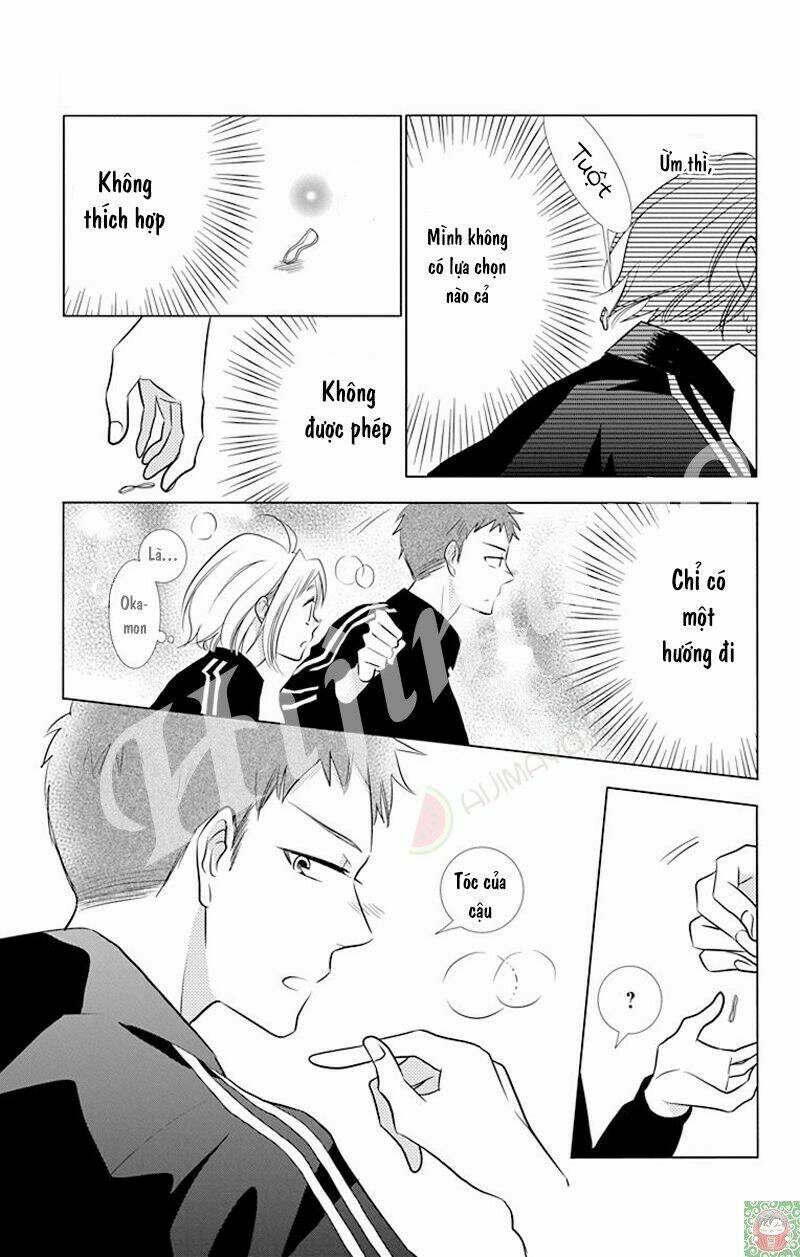 Ừm thì,
Tuột
Mình không
có lựa chọn
nào cả
Không
thích hợp
Không
được phép
Chỉ có
một
hướng đi
Là...
Oka-
mon
Tóc của
cậu
?
AIJIMAVO